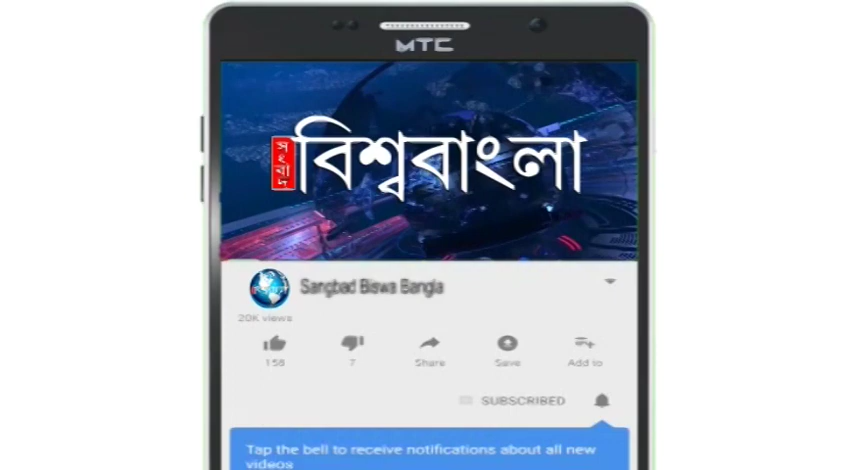 MTC
সংবাদ
বিশ্ববাংলা
Sangbad Biswa Bangla
20K views
158
7
Share
Save
Add to
SUBSCRIBED
Tap the bell to receive notifications about all new
videos